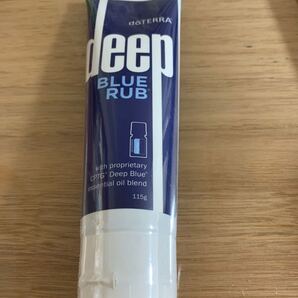 dōTERRA
deep
BLUE
RUB
with proprietary
CPTG® Deep Blue®
essential oil blend
115g